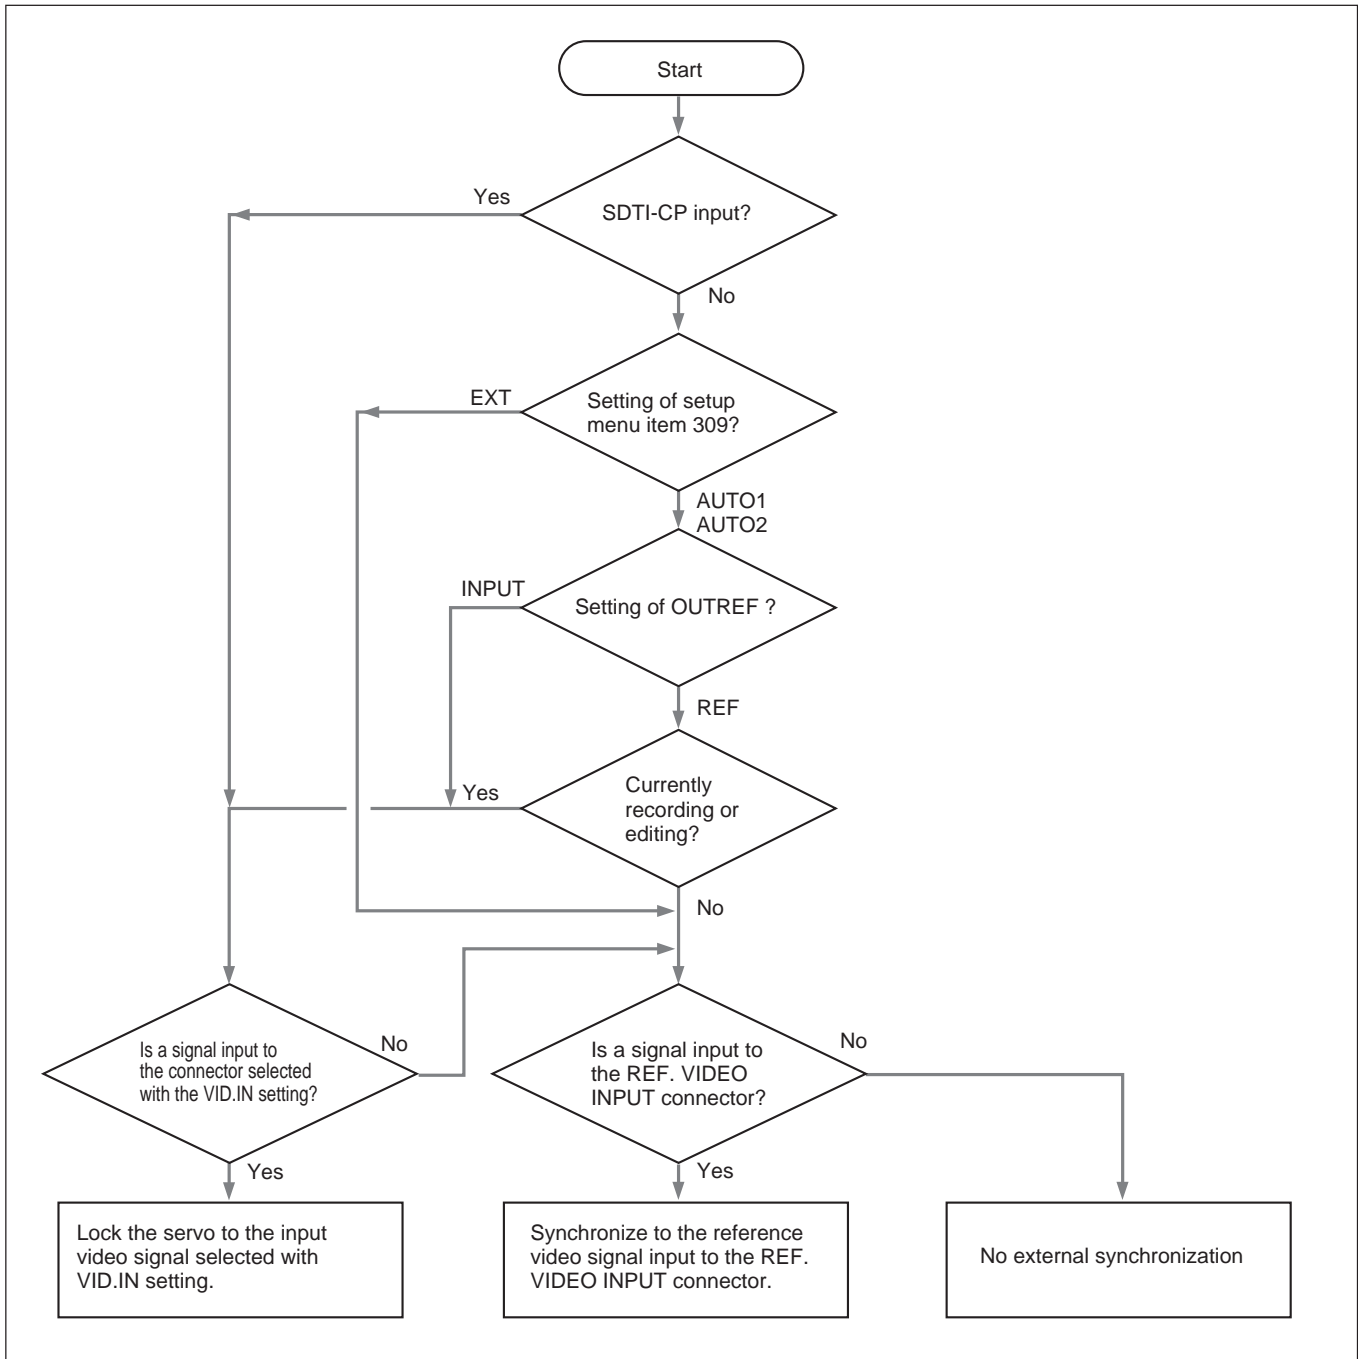 Start
Yes
SDTI-CP input?
No
EXT
Setting of setup
menu item 309?
AUTO1
AUTO2
INPUT
Setting of OUTREF ?
REF
Yes
Currently
recording or
editing?
No
Is a signal input to
the connector selected
with the VID.IN setting?
No
Is a signal input to
the REF. VIDEO
INPUT connector?
No
Yes
Yes
Lock the servo to the input
video signal selected with
VID.IN setting.
Synchronize to the reference
video signal input to the REF.
VIDEO INPUT connector.
No external synchronization